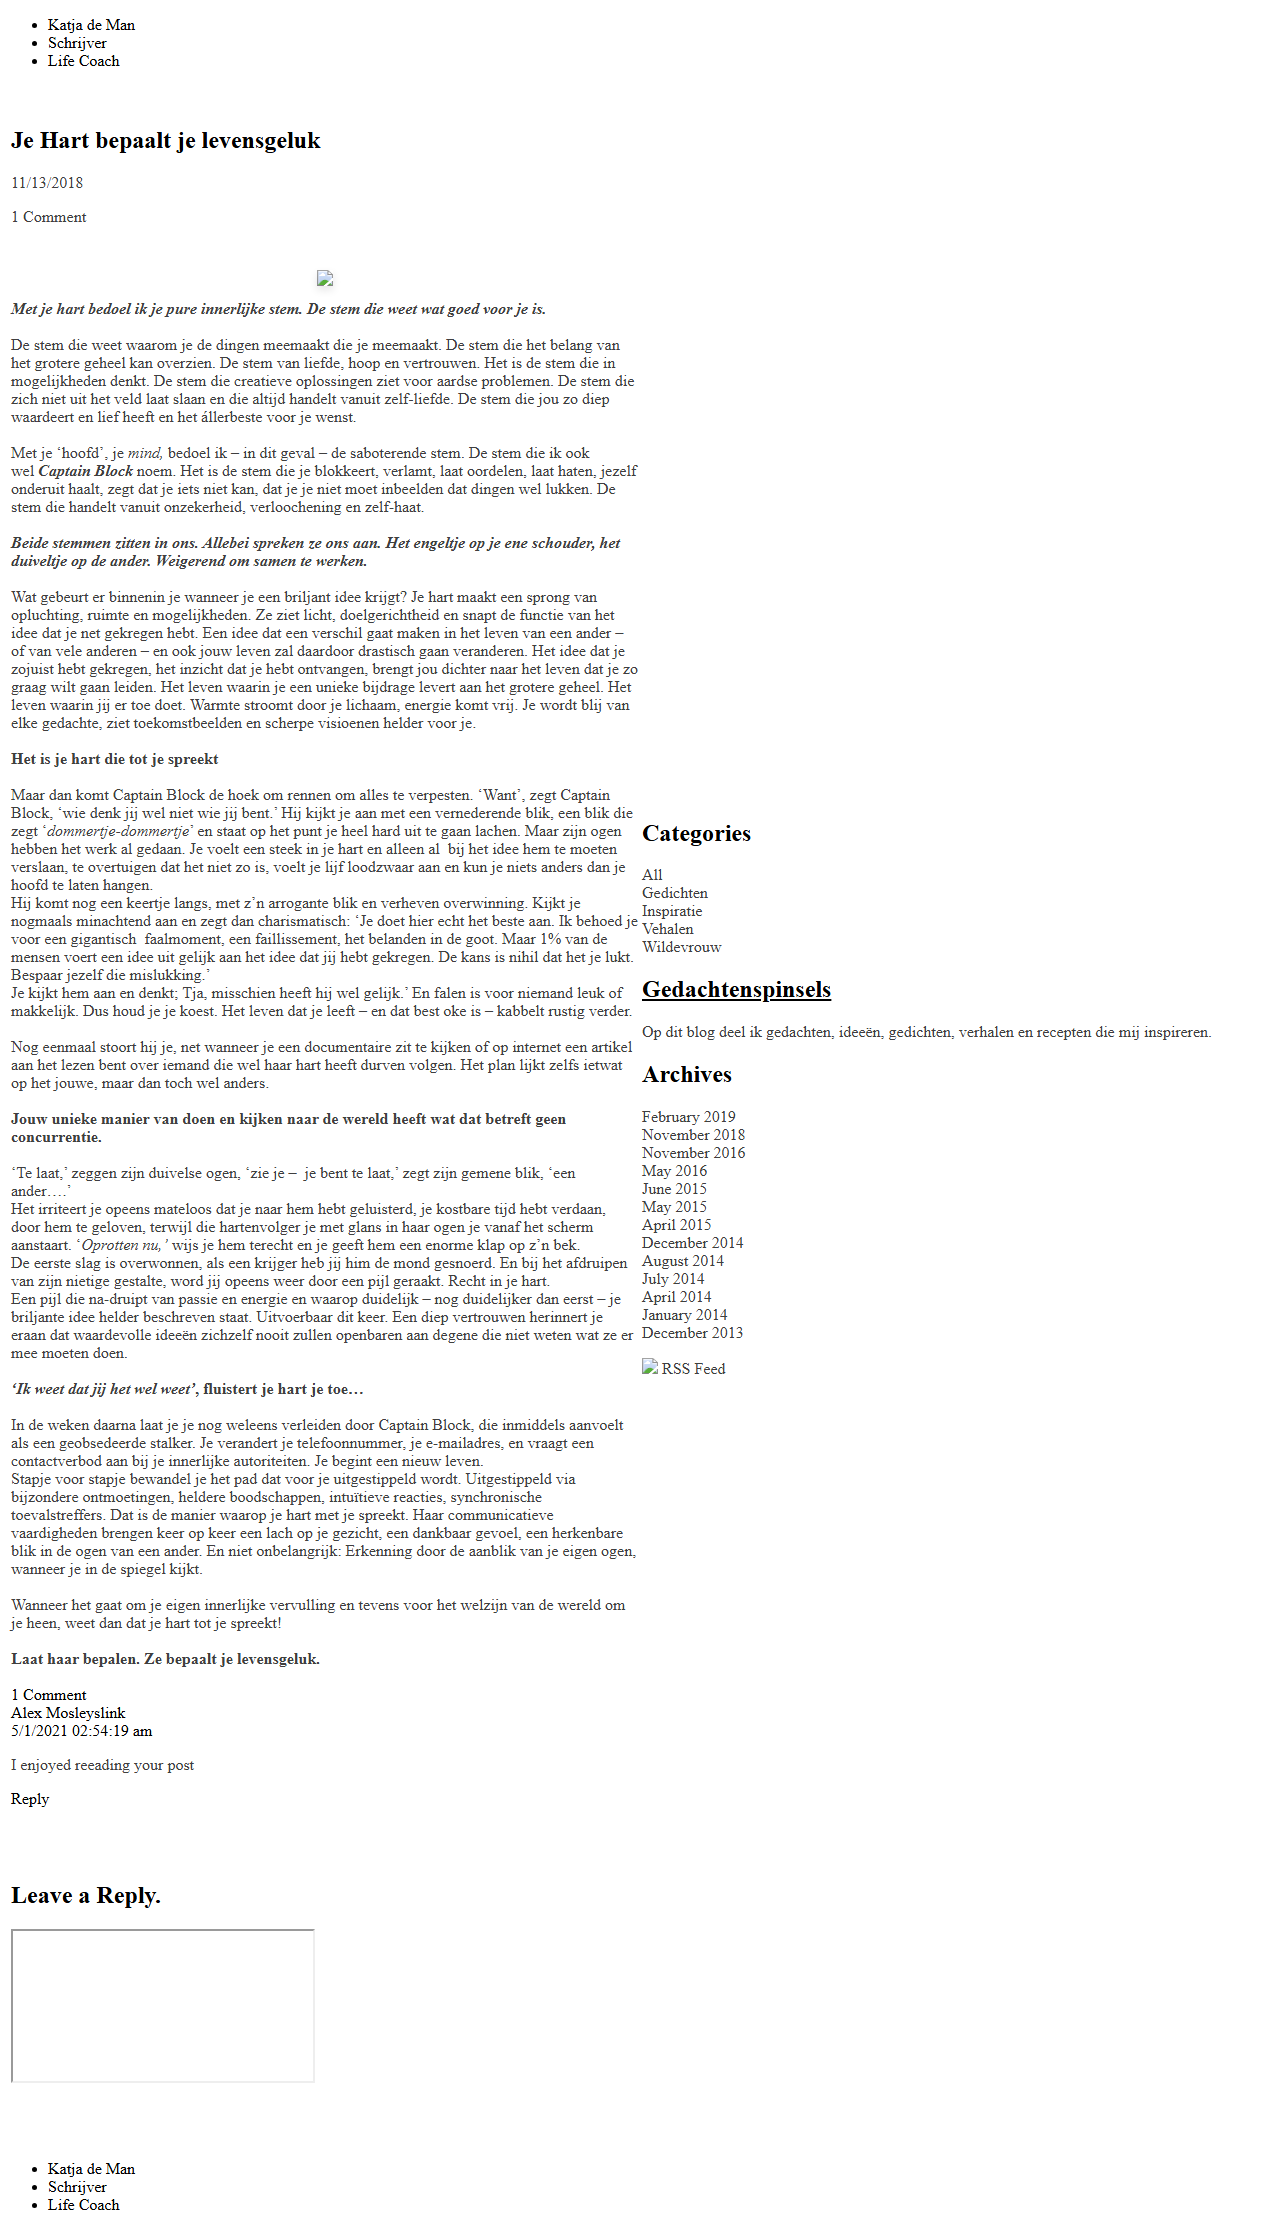 Katja de Man
Schrijver
Life Coach
Je Hart bepaalt je levensgeluk
11/13/2018
1 Comment
Met je hart bedoel ik je pure innerlijke stem. De stem die weet wat goed voor je is.
De stem die weet waarom je de dingen meemaakt die je meemaakt. De stem die het belang van
het grotere geheel kan overzien. De stem van liefde, hoop en vertrouwen. Het is de stem die in
mogelijkheden denkt. De stem die creatieve oplossingen ziet voor aardse problemen. De stem die
zich niet uit het veld laat slaan en die altijd handelt vanuit zelf-liefde. De stem die jou zo diep
waardeert en lief heeft en het állerbeste voor je wenst.
Met je ‘hoofd’, je mind, bedoel ik – in dit geval – de saboterende stem. De stem die ik ook
wel Captain Block noem. Het is de stem die je blokkeert, verlamt, laat oordelen, laat haten, jezelf
onderuit haalt, zegt dat je iets niet kan, dat je je niet moet inbeelden dat dingen wel lukken. De
stem die handelt vanuit onzekerheid, verloochening en zelf-haat.
Beide stemmen zitten in ons. Allebei spreken ze ons aan. Het engeltje op je ene schouder, het
duiveltje op de ander. Weigerend om samen te werken.
Wat gebeurt er binnenin je wanneer je een briljant idee krijgt? Je hart maakt een sprong van
opluchting, ruimte en mogelijkheden. Ze ziet licht, doelgerichtheid en snapt de functie van het
idee dat je net gekregen hebt. Een idee dat een verschil gaat maken in het leven van een ander –
of van vele anderen – en ook jouw leven zal daardoor drastisch gaan veranderen. Het idee dat je
zojuist hebt gekregen, het inzicht dat je hebt ontvangen, brengt jou dichter naar het leven dat je zo
graag wilt gaan leiden. Het leven waarin je een unieke bijdrage levert aan het grotere geheel. Het
leven waarin jij er toe doet. Warmte stroomt door je lichaam, energie komt vrij. Je wordt blij van
elke gedachte, ziet toekomstbeelden en scherpe visioenen helder voor je.
Het is je hart die tot je spreekt
Maar dan komt Captain Block de hoek om rennen om alles te verpesten. ‘Want’, zegt Captain
Block, ‘wie denk jij wel niet wie jij bent.’ Hij kijkt je aan met een vernederende blik, een blik die
zegt ‘dommertje-dommertje’ en staat op het punt je heel hard uit te gaan lachen. Maar zijn ogen
hebben het werk al gedaan. Je voelt een steek in je hart en alleen al  bij het idee hem te moeten
verslaan, te overtuigen dat het niet zo is, voelt je lijf loodzwaar aan en kun je niets anders dan je
hoofd te laten hangen.
Hij komt nog een keertje langs, met z’n arrogante blik en verheven overwinning. Kijkt je
nogmaals minachtend aan en zegt dan charismatisch: ‘Je doet hier echt het beste aan. Ik behoed je
voor een gigantisch  faalmoment, een faillissement, het belanden in de goot. Maar 1% van de
mensen voert een idee uit gelijk aan het idee dat jij hebt gekregen. De kans is nihil dat het je lukt.
Bespaar jezelf die mislukking.’
Je kijkt hem aan en denkt; Tja, misschien heeft hij wel gelijk.’ En falen is voor niemand leuk of
makkelijk. Dus houd je je koest. Het leven dat je leeft – en dat best oke is – kabbelt rustig verder.
Nog eenmaal stoort hij je, net wanneer je een documentaire zit te kijken of op internet een artikel
aan het lezen bent over iemand die wel haar hart heeft durven volgen. Het plan lijkt zelfs ietwat
op het jouwe, maar dan toch wel anders.
Jouw unieke manier van doen en kijken naar de wereld heeft wat dat betreft geen
concurrentie.
‘Te laat,’ zeggen zijn duivelse ogen, ‘zie je –  je bent te laat,’ zegt zijn gemene blik, ‘een
ander….’
Het irriteert je opeens mateloos dat je naar hem hebt geluisterd, je kostbare tijd hebt verdaan,
door hem te geloven, terwijl die hartenvolger je met glans in haar ogen je vanaf het scherm
aanstaart. ‘Oprotten nu,’ wijs je hem terecht en je geeft hem een enorme klap op z’n bek.
De eerste slag is overwonnen, als een krijger heb jij him de mond gesnoerd. En bij het afdruipen
van zijn nietige gestalte, word jij opeens weer door een pijl geraakt. Recht in je hart.
Een pijl die na-druipt van passie en energie en waarop duidelijk – nog duidelijker dan eerst – je
briljante idee helder beschreven staat. Uitvoerbaar dit keer. Een diep vertrouwen herinnert je
eraan dat waardevolle ideeën zichzelf nooit zullen openbaren aan degene die niet weten wat ze er
mee moeten doen.
‘Ik weet dat jij het wel weet’, fluistert je hart je toe…
In de weken daarna laat je je nog weleens verleiden door Captain Block, die inmiddels aanvoelt
als een geobsedeerde stalker. Je verandert je telefoonnummer, je e-mailadres, en vraagt een
contactverbod aan bij je innerlijke autoriteiten. Je begint een nieuw leven.
Stapje voor stapje bewandel je het pad dat voor je uitgestippeld wordt. Uitgestippeld via
bijzondere ontmoetingen, heldere boodschappen, intuïtieve reacties, synchronische
toevalstreffers. Dat is de manier waarop je hart met je spreekt. Haar communicatieve
vaardigheden brengen keer op keer een lach op je gezicht, een dankbaar gevoel, een herkenbare
blik in de ogen van een ander. En niet onbelangrijk: Erkenning door de aanblik van je eigen ogen,
wanneer je in de spiegel kijkt.
Wanneer het gaat om je eigen innerlijke vervulling en tevens voor het welzijn van de wereld om
je heen, weet dan dat je hart tot je spreekt!
Laat haar bepalen. Ze bepaalt je levensgeluk.
1 Comment
Alex Mosleyslink
5/1/2021 02:54:19 am
I enjoyed reeading your post
Reply
Leave a Reply.
Categories
All
Gedichten
Inspiratie
Vehalen
Wildevrouw
Gedachtenspinsels
Op dit blog deel ik gedachten, ideeën, gedichten, verhalen en recepten die mij inspireren.
Archives
February 2019
November 2018
November 2016
May 2016
June 2015
May 2015
April 2015
December 2014
August 2014
July 2014
April 2014
January 2014
December 2013
RSS Feed
Katja de Man
Schrijver
Life Coach